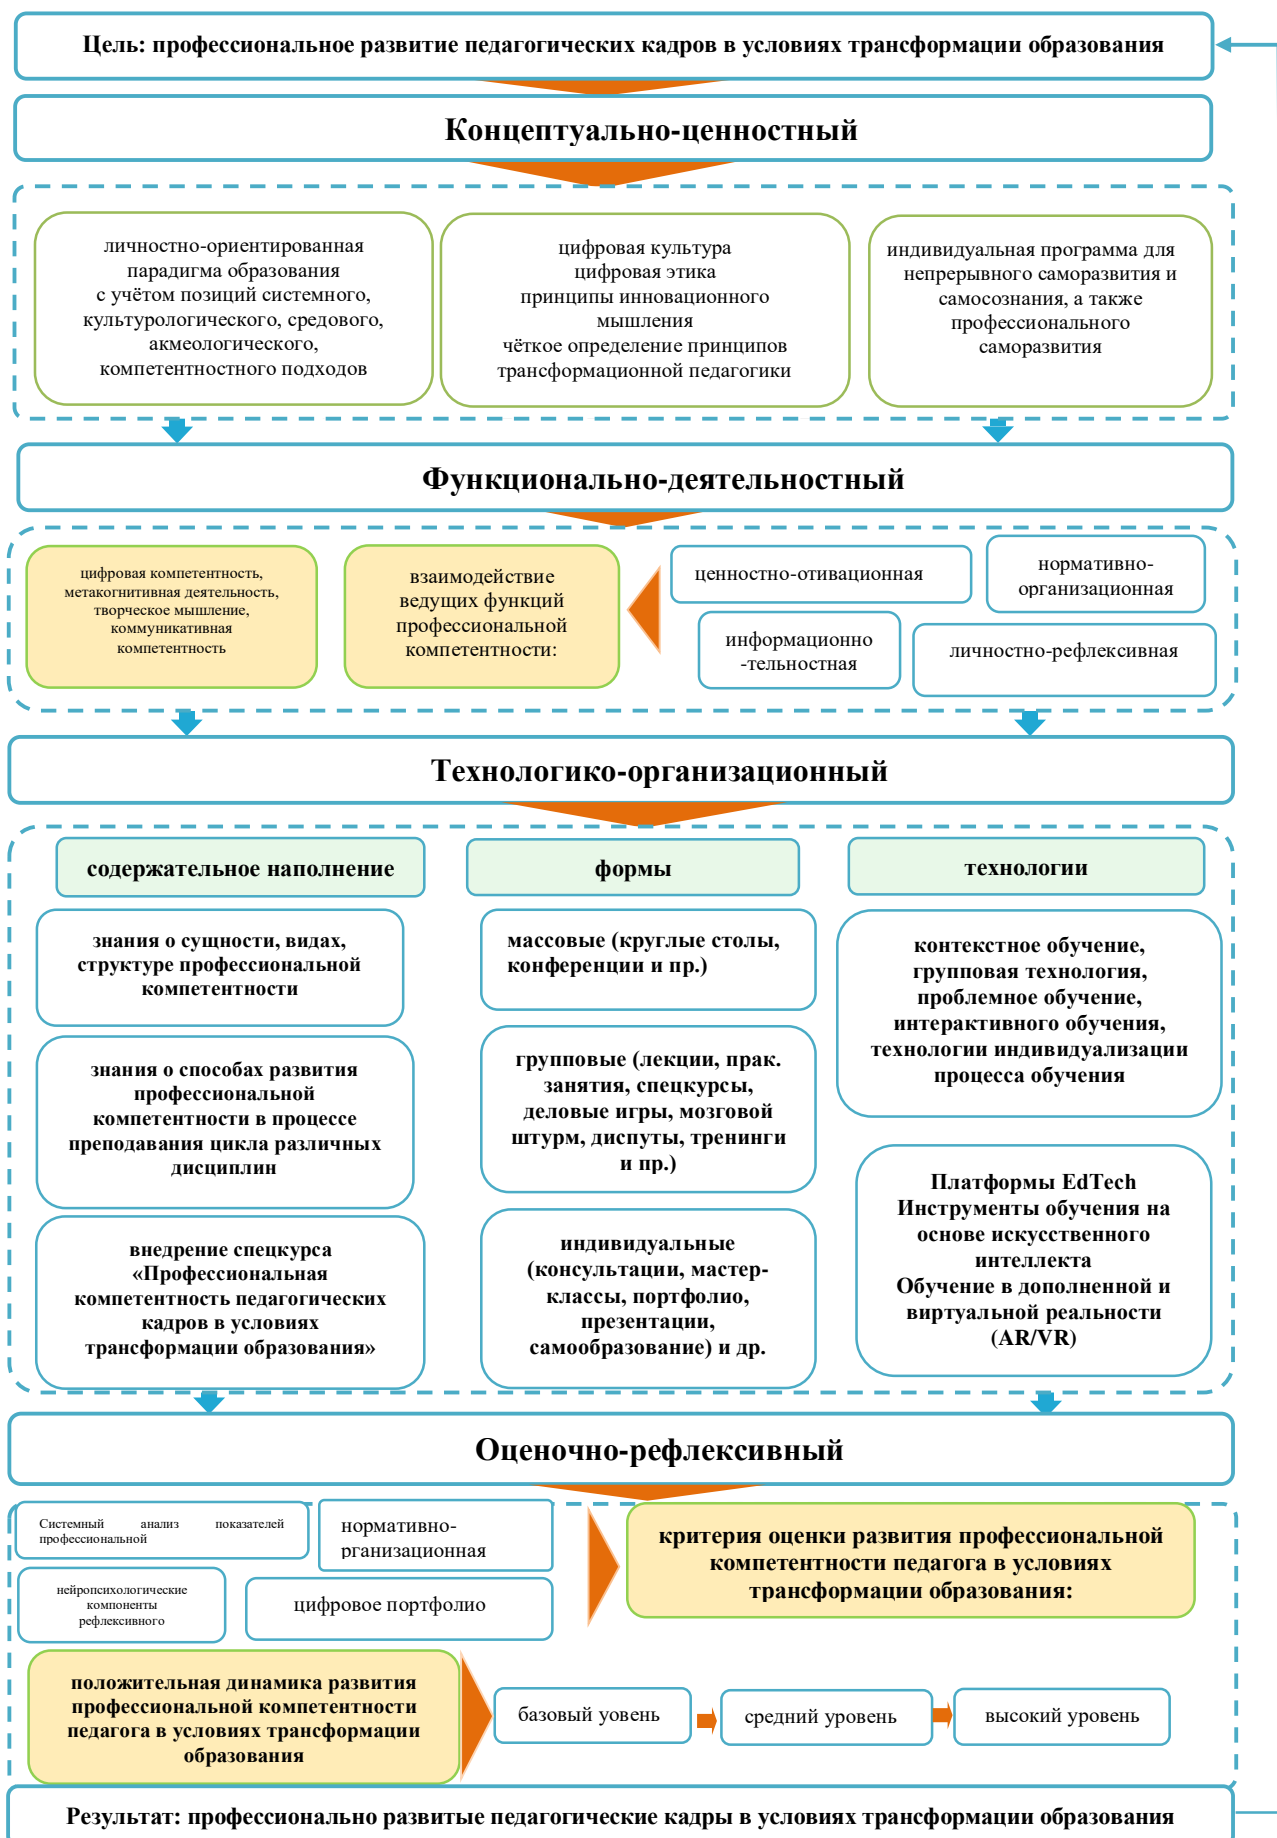 Цель: профессиональное развитие педагогических кадров в условиях трансформации образования
Концептуально-ценностный
личностно-ориентированная
парадигма образования
с учётом позиций системного,
культурологического, средового,
акмеологического,
компетентностного подходов
цифровая культура
цифровая этика
принципы инновационного
мышления
чёткое определение принципов
трансформационной педагогики
индивидуальная программа для
непрерывного саморазвития и
самосознания, а также
профессионального
саморазвития
Функционально-деятельностный
цифровая компетентность,
метакогнитивная деятельность,
творческое мышление,
коммуникативная
компетентность
взаимодействие
ведущих функций
профессиональной
компетентности:
ценностно-отивационная
нормативно-
организационная
информационно
-тельностная
личностно-рефлексивная
Технологико-организационный
содержательное наполнение
знания о сущности, видах,
структуре профессиональной
компетентности
знания о способах развития
профессиональной
компетентности в процессе
преподавания цикла различных
дисциплин
внедрение спецкурса
«Профессиональная
компетентность педагогических
кадров в условиях
трансформации образования»
формы
массовые (круглые столы,
конференции и пр.)
групповые (лекции, прак.
занятия, спецкурсы,
деловые игры, мозговой
штурм, диспуты, тренинги
и пр.)
индивидуальные
(консультации, мастер-
классы, портфолио,
презентации,
самообразование) и др.
технологии
контекстное обучение,
групповая технология,
проблемное обучение,
интерактивного обучения,
технологии индивидуализации
процесса обучения
Платформы EdTech
Инструменты обучения на
основе искусственного
интеллекта
Обучение в дополненной и
виртуальной реальности
(AR/VR)
Оценочно-рефлексивный
Системный анализ показателей
профессиональной
нормативно-
рганизационная
нейропсихологические
компоненты
рефлексивного
цифровое портфолио
критерия оценки развития профессиональной
компетентности педагога в условиях
трансформации образования:
положительная динамика развития
профессиональной компетентности
педагога в условиях трансформации
образования
базовый уовень
средний уровень
высокий уровень
Результат: профессионально развитые педагогические кадры в условиях трансформации образования